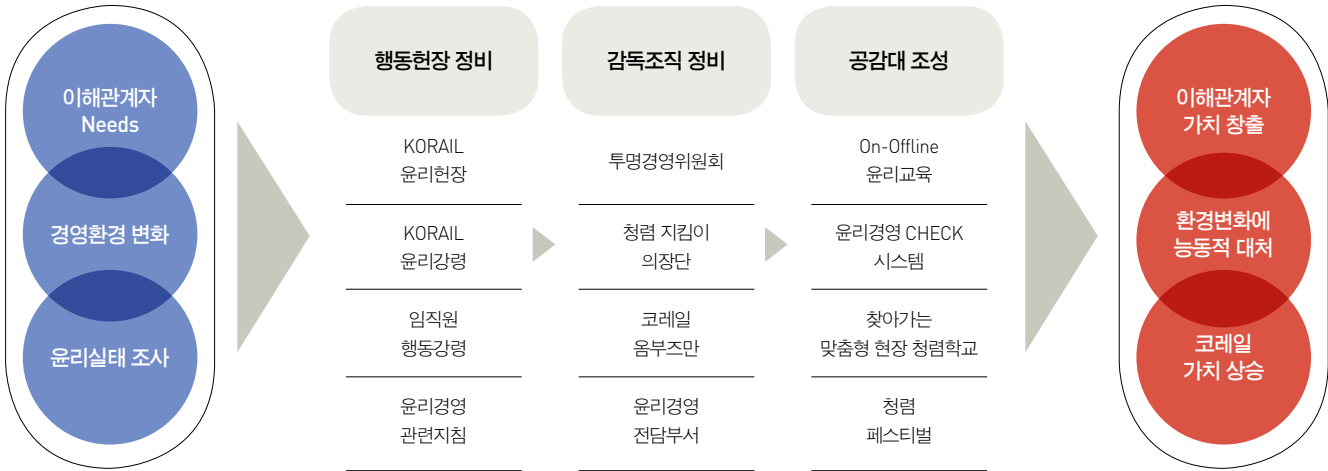 이해관계자
Needs
경영환경 변화
윤리실태 조사
행동헌장 정비
KORAIL
윤리헌장
KORAIL
윤리강령
임직원
행동강령
윤리경영
관련지침
감독조직 정비
투명경영위원회
청렴 지킴이
의장단
코레일
옴부즈만
윤리경영
전담부서
공감대 조성
On-Offline
윤리교육
윤리경영 CHECK
시스템
찾아가는
맞춤형 현장 청렴학교
청렴
페스티벌
이해관계자
가치 창출
환경변화에
능동적 대처
코레일
가치 상승